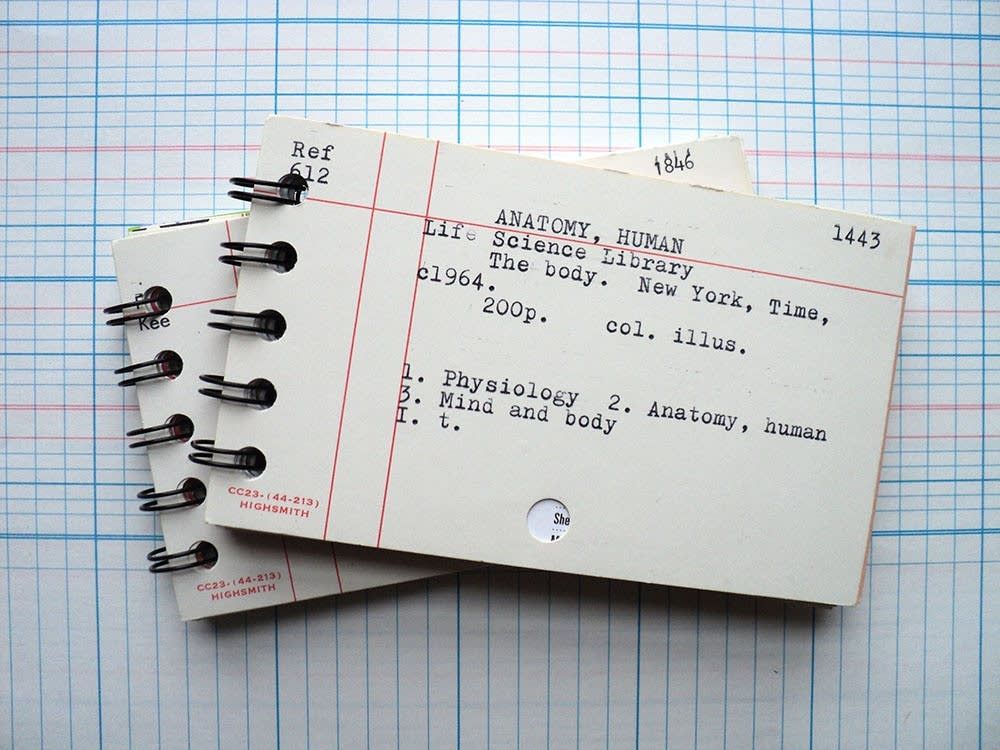 Ref
612
ANATOMY, HUMAN 1443
Life Science Library
The body. New York, Time,
c1964.
200p. col. illus.
1. Physiology 2. Anatomy, human
3. Mind and body
I. t.
CC23-(44-213)
HIGHSMITH
She
1846
Kee
CC23-(44-213)
HIGHSMITH